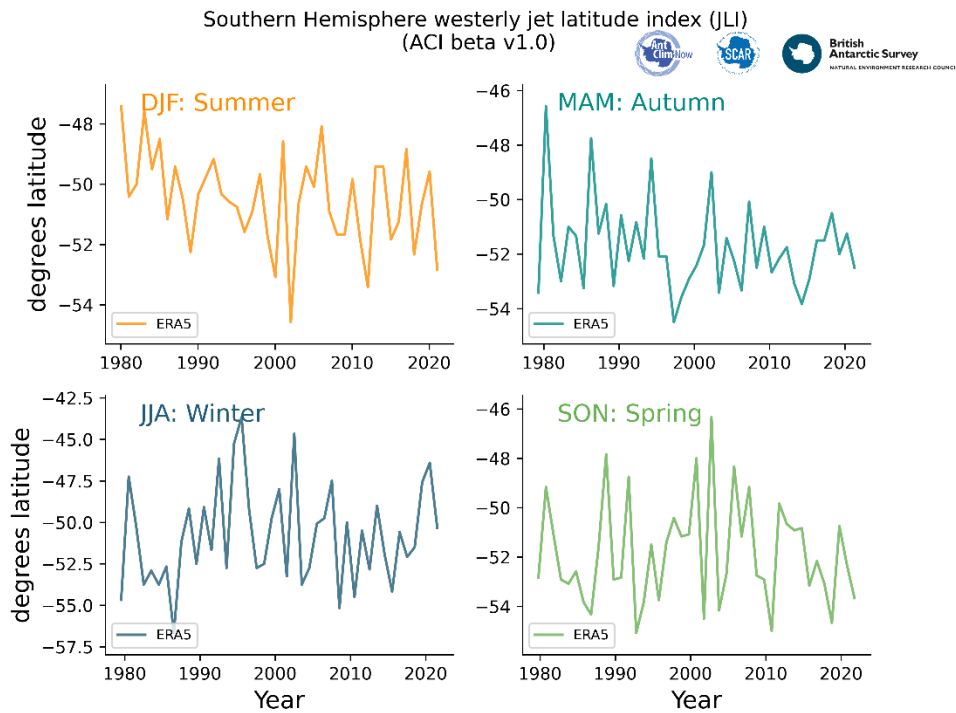 Southern Hemisphere westerly jet latitude index (JLI)
(ACI beta v1.0)
Ant
Clim Now
SCAR
British
Antarctic Survey
NATURAL ENVIRONMENT RESEARCH COUNCIL
DJF: Summer
−48
−50
−52
−54
degrees latitude
ERA5
1980 1990 2000 2010 2020
MAM: Autumn
−46
−48
−50
−52
−54
ERA5
1980 1990 2000 2010 2020
JJA: Winter
−42.5
−45.0
−47.5
−50.0
−52.5
−55.0
−57.5
degrees latitude
ERA5
1980 1990 2000 2010 2020
Year
SON: Spring
−46
−48
−50
−52
−54
ERA5
1980 1990 2000 2010 2020
Year